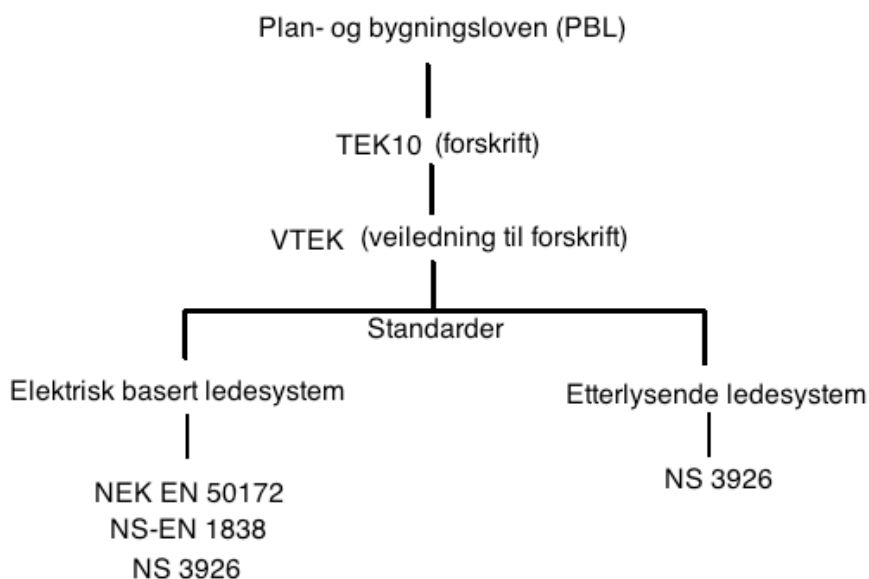 Plan- og bygningsloven (PBL)
TEK10 (forskrift)
VTEK (veiledning til forskrift)
Standarder
Elektrisk basert ledesystem
Etterlysende ledesystem
NEK EN 50172
NS-EN 1838
NS 3926
NS 3926